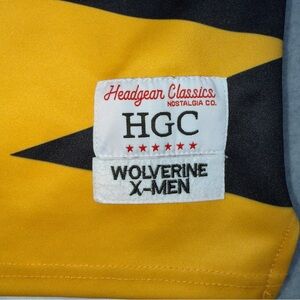 Headgear Classics
NOSTALGIA CO.
HGC
★★★★★★
WOLVERINE
X-MEN